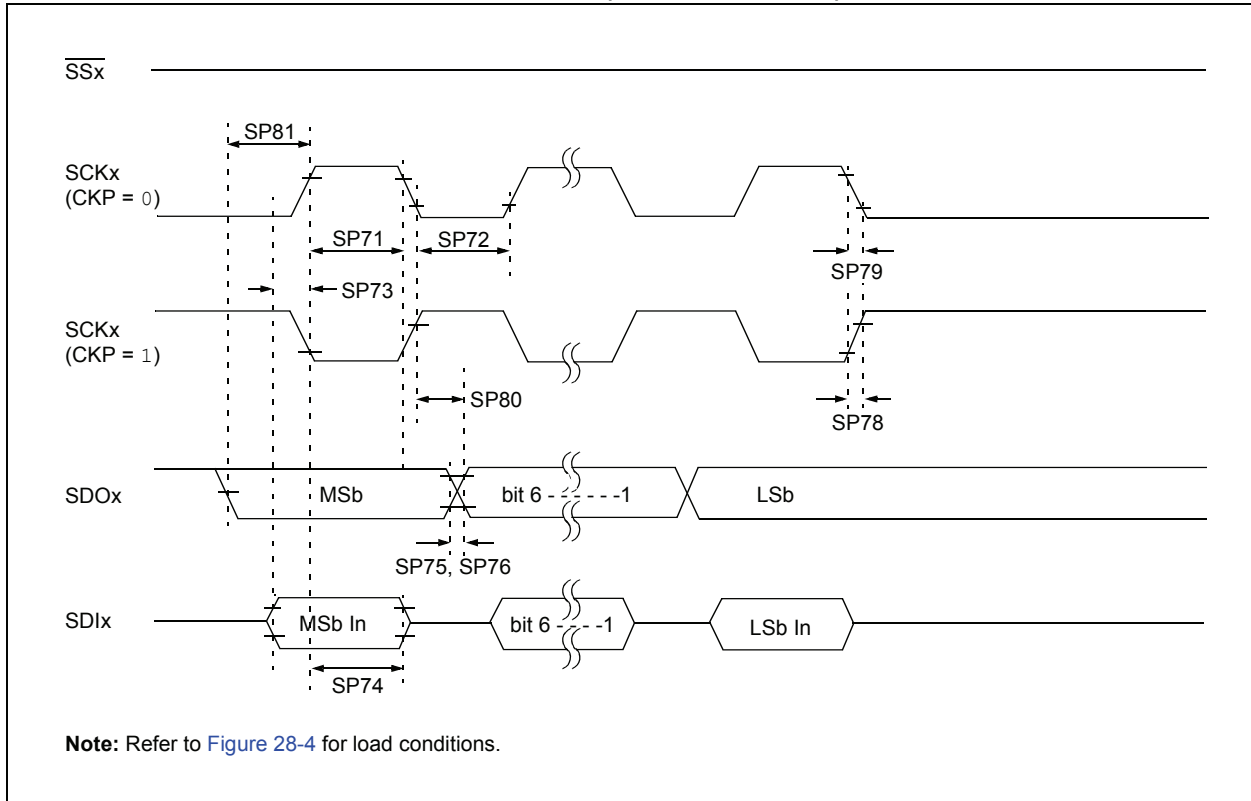 SSx
SP81
SCKx
(CKP = 0)
SP71
SP72
SP79
SP73
SCKx
(CKP = 1)
SP80
SP78
SDOx
MSb
bit 6 - - - - - -1
LSb
SP75, SP76
SDIx
MSb In
bit 6 - - - -1
LSb In
SP74
Note: Refer to Figure 28-4 for load conditions.